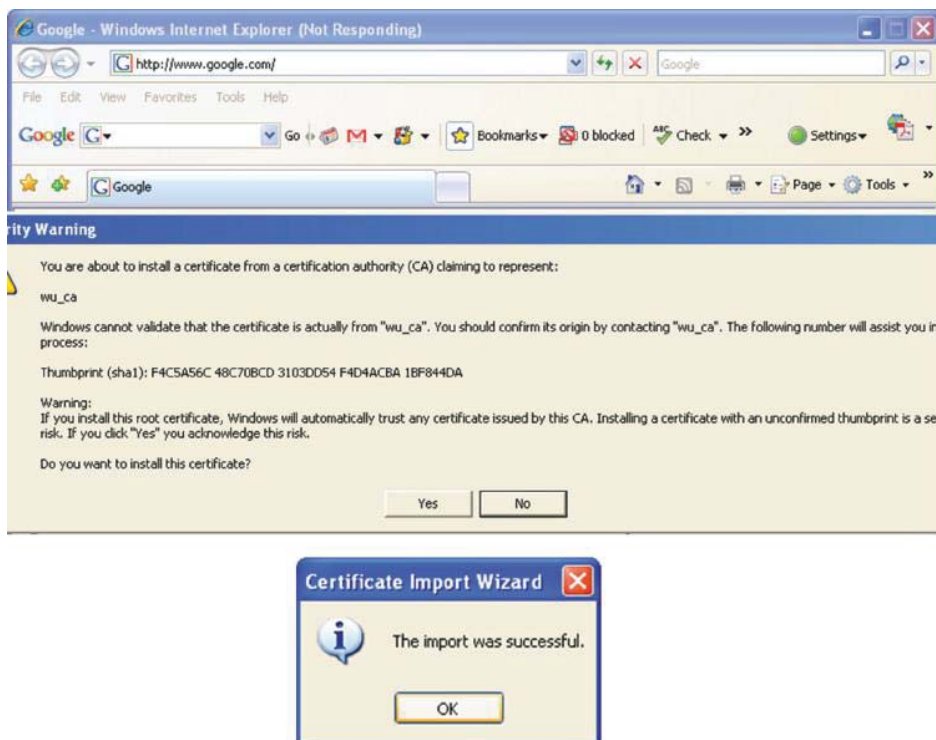 Google - Windows Internet Explorer (Not Responding)
http://www.google.com/
Google
File Edit View Favorites Tools Help
Google G Go Bookmarks 0 blocked ABC Check » Settings
Google Page Tools »
rity Warning
You are about to install a certificate from a certification authority (CA) claiming to represent:
wu_ca
Windows cannot validate that the certificate is actually from "wu_ca". You should confirm its origin by contacting "wu_ca". The following number will assist you in
process:
Thumbprint (sha1): F4C5A56C 48C70BCD 3103DD54 F4D4ACBA 1BF844DA
Warning:
If you install this root certificate, Windows will automatically trust any certificate issued by this CA. Installing a certificate with an unconfirmed thumbprint is a se
risk. If you click "Yes" you acknowledge this risk.
Do you want to install this certificate?
Yes No
Certificate Import Wizard
The import was successful.
OK